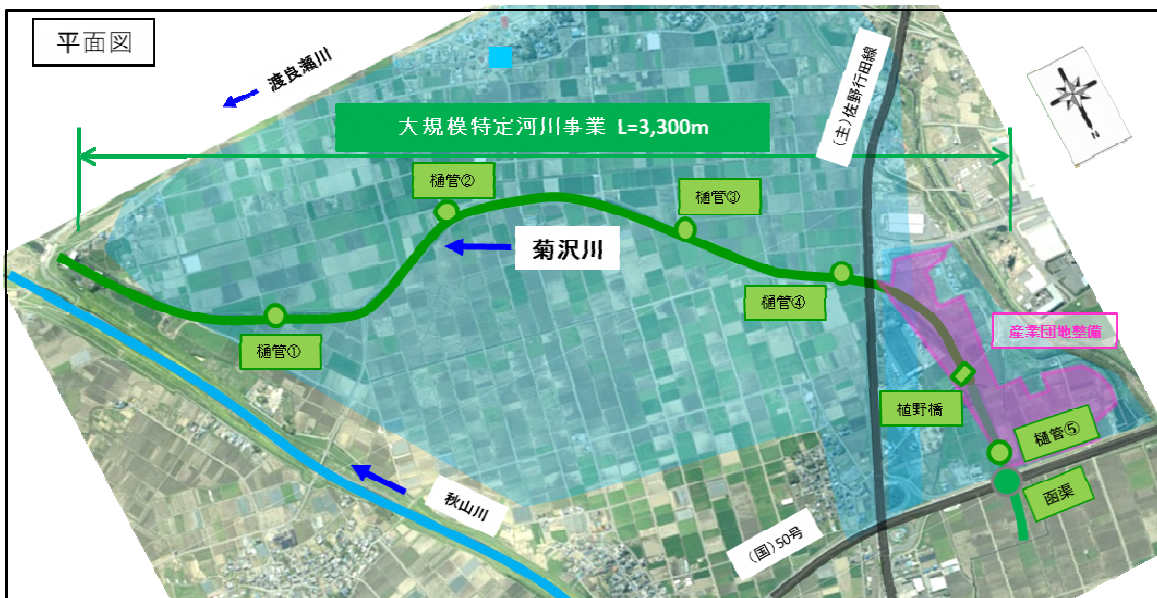 平面図
渡良瀬川
(主)佐野行田線
N
大規模特定河川事業 L=3,300m
樋管②
樋管③
菊沢川
樋管④
樋管①
産業団地整備
植野橋
樋管⑤
函渠
秋山川
(国)50号